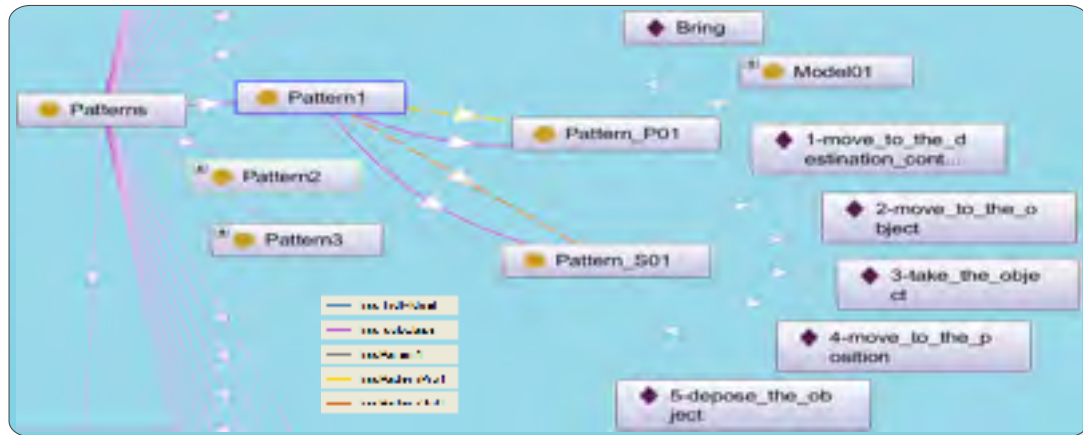 Bring
Model01
Patterns
Pattern1
Pattern_P01
1-move_to_the_d
estination_cont...
Pattern2
2-move_to_the_o
bject
Pattern3
Pattern_S01
3-take_the_obje
ct
4-move_to_the_p
osition
5-depose_the_ob
ject